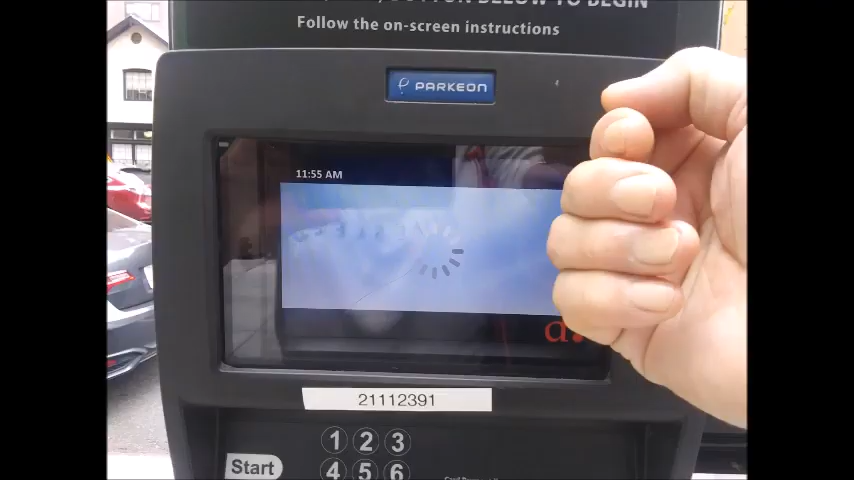 BUTTON BELOW TO BEGIN
Follow the on-screen instructions
PARKEON
11:55 AM
d.
21112391
1 2 3
Start
4 5 6